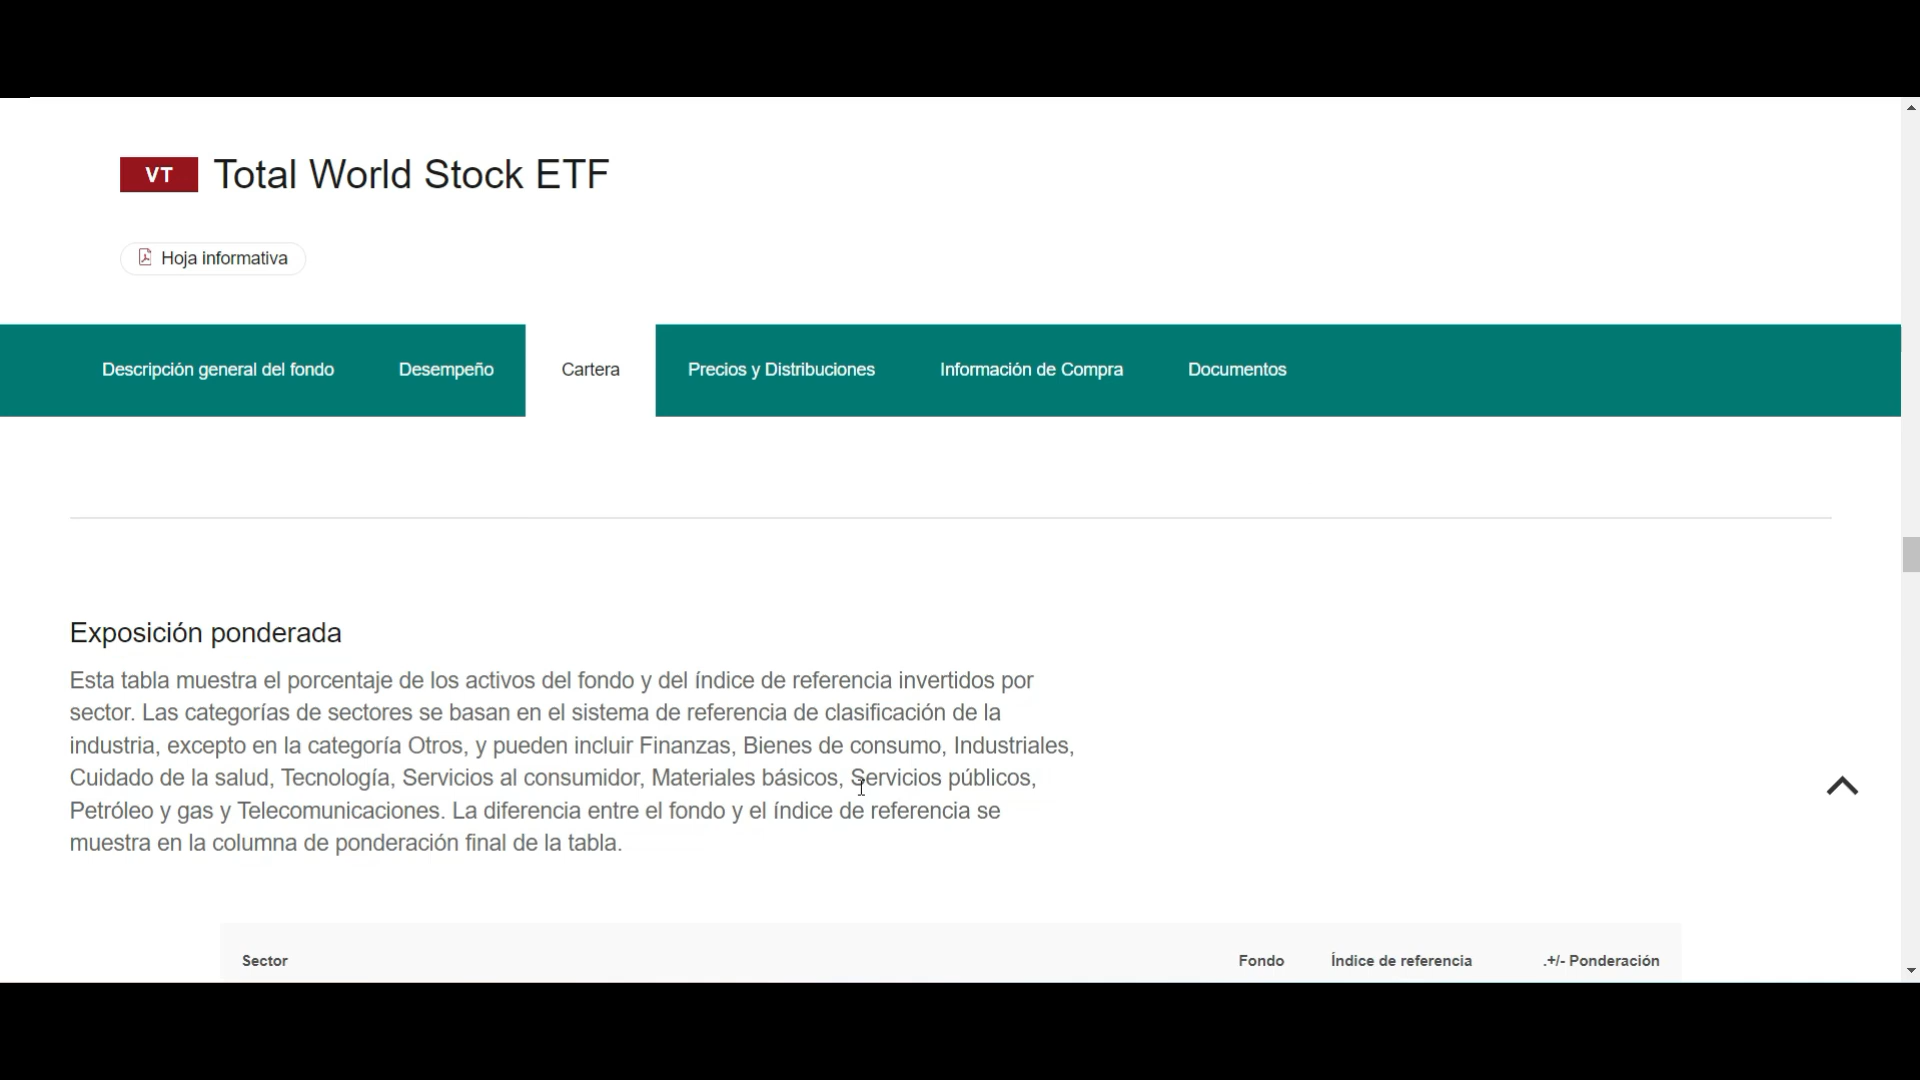 VT Total World Stock ETF
Hoja informativa
Descripción general del fondo Desempeño Cartera Precios y Distribuciones Información de Compra Documentos
Exposición ponderada
Esta tabla muestra el porcentaje de los activos del fondo y del índice de referencia invertidos por
sector. Las categorías de sectores se basan en el sistema de referencia de clasificación de la
industria, excepto en la categoría Otros, y pueden incluir Finanzas, Bienes de consumo, Industriales,
Cuidado de la salud, Tecnología, Servicios al consumidor, Materiales básicos, Servicios públicos,
Petróleo y gas y Telecomunicaciones. La diferencia entre el fondo y el índice de referencia se
muestra en la columna de ponderación final de la tabla.
Sector Fondo Índice de referencia .+/- Ponderación